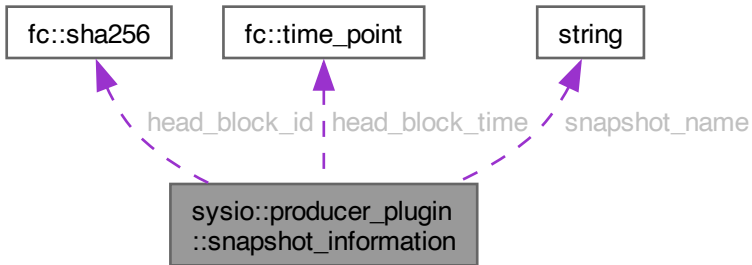 fc::sha256
fc::time_point
string
head_block_id
head_block_time
snapshot_name
sysio::producer_plugin
::snapshot_information